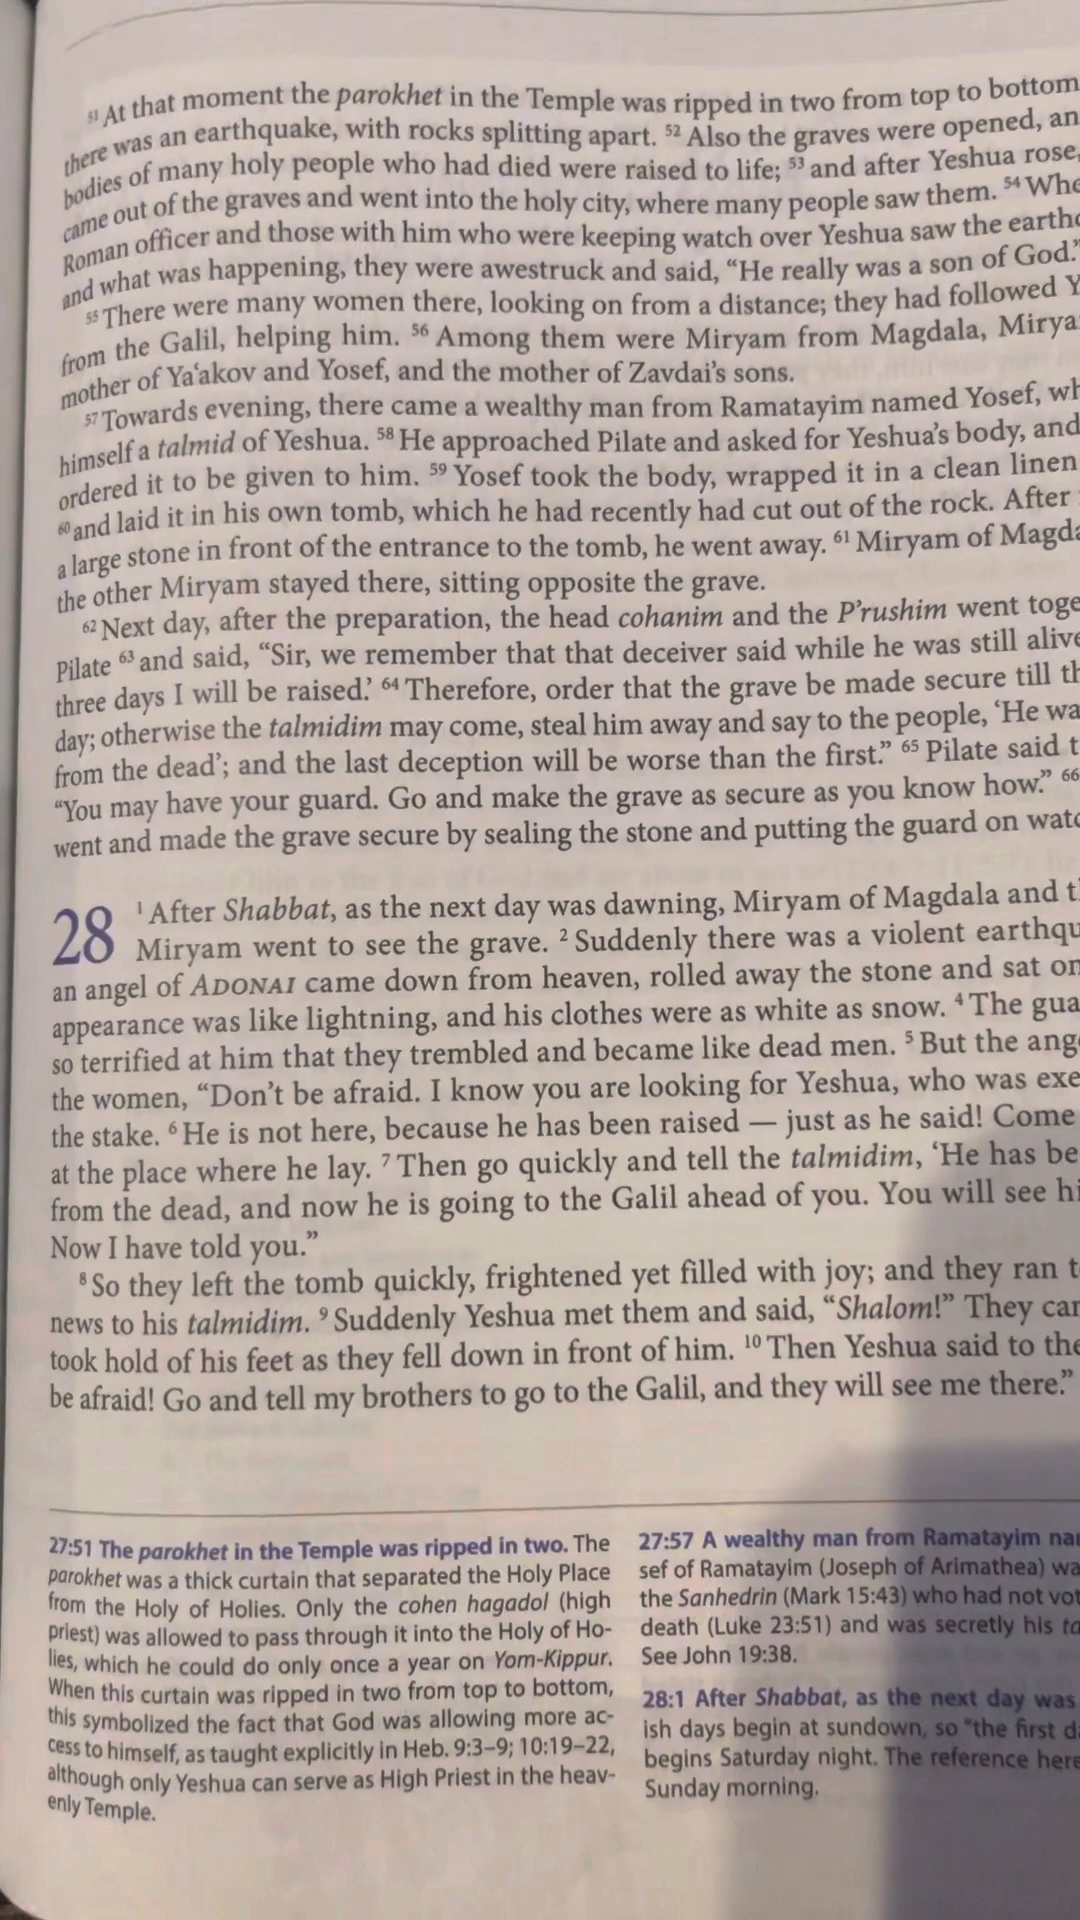 ⁵¹ At that moment the parokhet in the Temple was ripped in two from top to bottom
there was an earthquake, with rocks splitting apart. ⁵² Also the graves were opened, an
bodies of many holy people who had died were raised to life; ⁵³ and after Yeshua rose,
came out of the graves and went into the holy city, where many people saw them. ⁵⁴ Whe
Roman officer and those with him who were keeping watch over Yeshua saw the earthq
and what was happening, they were awestruck and said, “He really was a son of God.”
⁵⁵ There were many women there, looking on from a distance; they had followed Y
from the Galil, helping him. ⁵⁶ Among them were Miryam from Magdala, Mirya
mother of Ya‘akov and Yosef, and the mother of Zavdai’s sons.
⁵⁷ Towards evening, there came a wealthy man from Ramatayim named Yosef, wh
himself a talmid of Yeshua. ⁵⁸ He approached Pilate and asked for Yeshua’s body, and
ordered it to be given to him. ⁵⁹ Yosef took the body, wrapped it in a clean linen
⁶⁰ and laid it in his own tomb, which he had recently had cut out of the rock. After
a large stone in front of the entrance to the tomb, he went away. ⁶¹ Miryam of Magda
the other Miryam stayed there, sitting opposite the grave.
⁶² Next day, after the preparation, the head cohanim and the P’rushim went toge
Pilate ⁶³ and said, “Sir, we remember that that deceiver said while he was still alive
three days I will be raised.’ ⁶⁴ Therefore, order that the grave be made secure till th
day; otherwise the talmidim may come, steal him away and say to the people, ‘He wa
from the dead’; and the last deception will be worse than the first.” ⁶⁵ Pilate said t
“You may have your guard. Go and make the grave as secure as you know how.” ⁶⁶
went and made the grave secure by sealing the stone and putting the guard on watc
28 ¹ After Shabbat, as the next day was dawning, Miryam of Magdala and t
Miryam went to see the grave. ² Suddenly there was a violent earthqu
an angel of ADONAI came down from heaven, rolled away the stone and sat on
appearance was like lightning, and his clothes were as white as snow. ⁴ The gua
so terrified at him that they trembled and became like dead men. ⁵ But the ang
the women, “Don’t be afraid. I know you are looking for Yeshua, who was exe
the stake. ⁶ He is not here, because he has been raised — just as he said! Come
at the place where he lay. ⁷ Then go quickly and tell the talmidim, ‘He has be
from the dead, and now he is going to the Galil ahead of you. You will see hi
Now I have told you.”
⁸ So they left the tomb quickly, frightened yet filled with joy; and they ran t
news to his talmidim. ⁹ Suddenly Yeshua met them and said, “Shalom!” They cam
took hold of his feet as they fell down in front of him. ¹⁰ Then Yeshua said to the
be afraid! Go and tell my brothers to go to the Galil, and they will see me there.”
27:51 The parokhet in the Temple was ripped in two. The
parokhet was a thick curtain that separated the Holy Place
from the Holy of Holies. Only the cohen hagadol (high
priest) was allowed to pass through it into the Holy of Ho-
lies, which he could do only once a year on Yom-Kippur.
When this curtain was ripped in two from top to bottom,
this symbolized the fact that God was allowing more ac-
cess to himself, as taught explicitly in Heb. 9:3–9; 10:19–22,
although only Yeshua can serve as High Priest in the heav-
enly Temple.
27:57 A wealthy man from Ramatayim nam
sef of Ramatayim (Joseph of Arimathea) wa
the Sanhedrin (Mark 15:43) who had not vot
death (Luke 23:51) and was secretly his ta
See John 19:38.
28:1 After Shabbat, as the next day was
ish days begin at sundown, so “the first d
begins Saturday night. The reference here
Sunday morning.